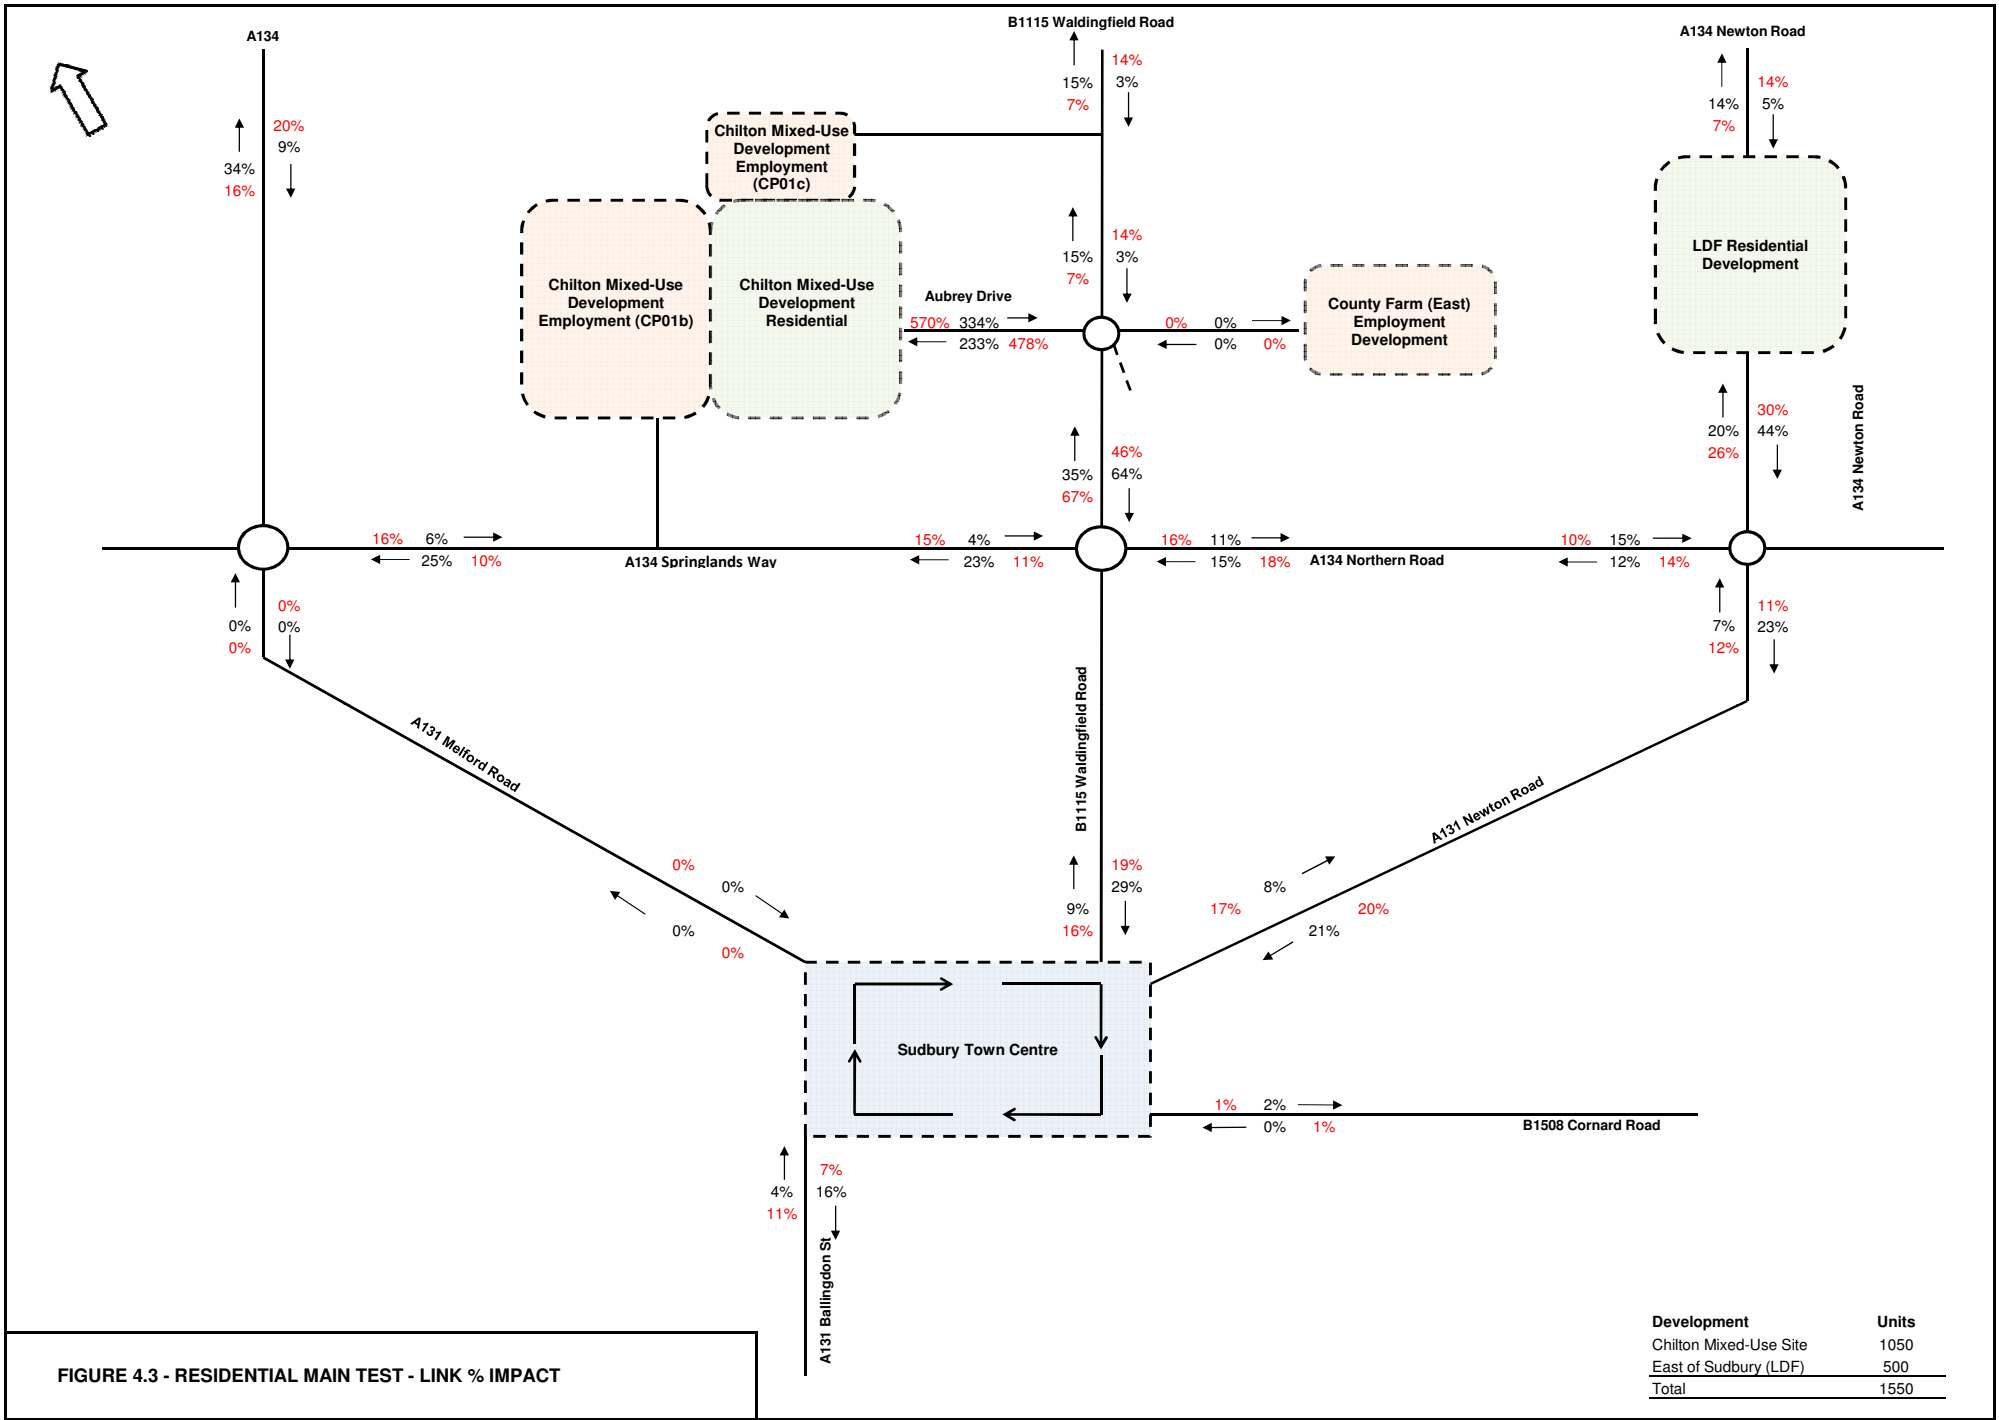 B1115 Waldingfield Road
A134
A134 Newton Road
14%
15% 3%
7%
14%
14% 5%
7%
20%
9%
34%
16%
Chilton Mixed-Use
Development
Employment
(CP01c)
Chilton Mixed-Use
Development
Employment (CP01b)
Chilton Mixed-Use
Development
Residential
14%
15% 3%
7%
LDF Residential
Development
Aubrey Drive
570% 334%
233% 478%
0% 0%
0% 0%
County Farm (East)
Employment
Development
46%
35% 64%
67%
30%
20% 44%
26%
A134 Newton Road
16% 6%
25% 10%
A134 Springlands Way
15% 4%
23% 11%
16% 11%
15% 18%
A134 Northern Road
10% 15%
12% 14%
0%
0% 0%
0%
11%
7% 23%
12%
A131 Melford Road
B1115 Waldingfield Road
A131 Newton Road
0%
0%
0%
0%
19%
29%
9%
16%
8%
17% 20%
21%
Sudbury Town Centre
1% 2%
0% 1%
B1508 Cornard Road
7%
4% 16%
11%
A131 Ballingdon St
Development Units
Chilton Mixed-Use Site 1050
East of Sudbury (LDF) 500
Total 1550
FIGURE 4.3 - RESIDENTIAL MAIN TEST - LINK % IMPACT